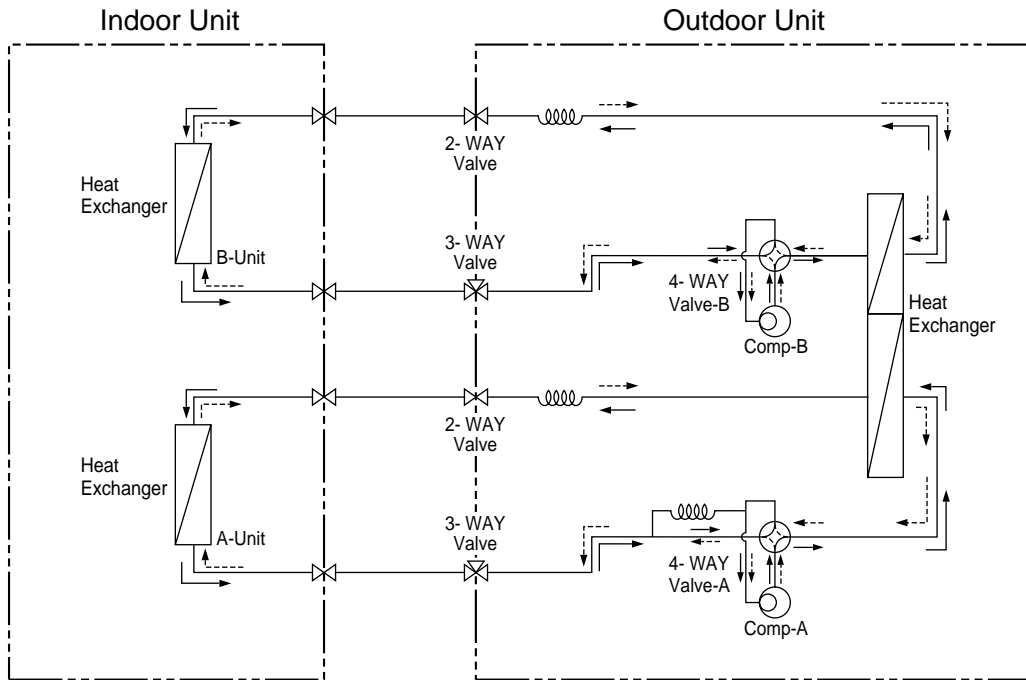 Indoor Unit
Outdoor Unit
2- WAY
Valve
Heat
Exchanger
B-Unit
3- WAY
Valve
4- WAY
Valve-B
Comp-B
Heat
Exchanger
2- WAY
Valve
Heat
Exchanger
A-Unit
3- WAY
Valve
4- WAY
Valve-A
Comp-A